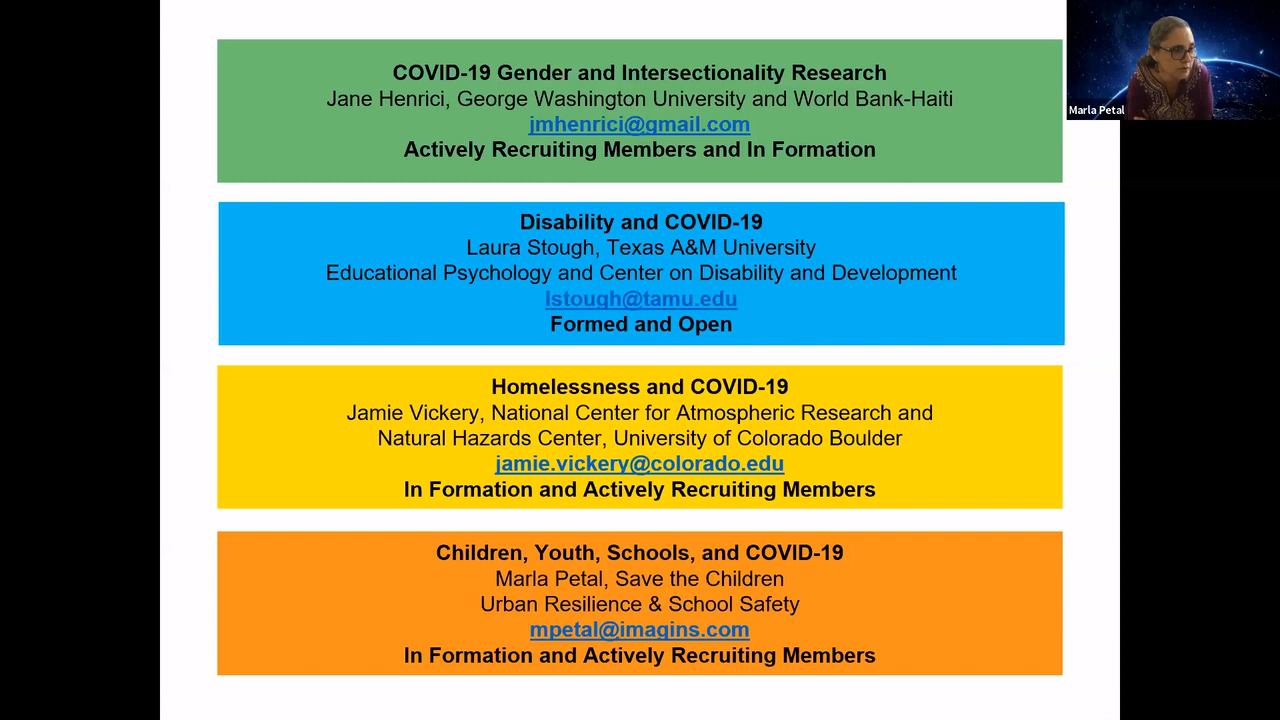 COVID-19 Gender and Intersectionality Research
Jane Henrici, George Washington University and World Bank-Haiti
jmhenrici@gmail.com
Actively Recruiting Members and In Formation
Marla Petal
Disability and COVID-19
Laura Stough, Texas A&M University
Educational Psychology and Center on Disability and Development
lstough@tamu.edu
Formed and Open
Homelessness and COVID-19
Jamie Vickery, National Center for Atmospheric Research and
Natural Hazards Center, University of Colorado Boulder
jamie.vickery@colorado.edu
In Formation and Actively Recruiting Members
Children, Youth, Schools, and COVID-19
Marla Petal, Save the Children
Urban Resilience & School Safety
mpetal@imagins.com
In Formation and Actively Recruiting Members